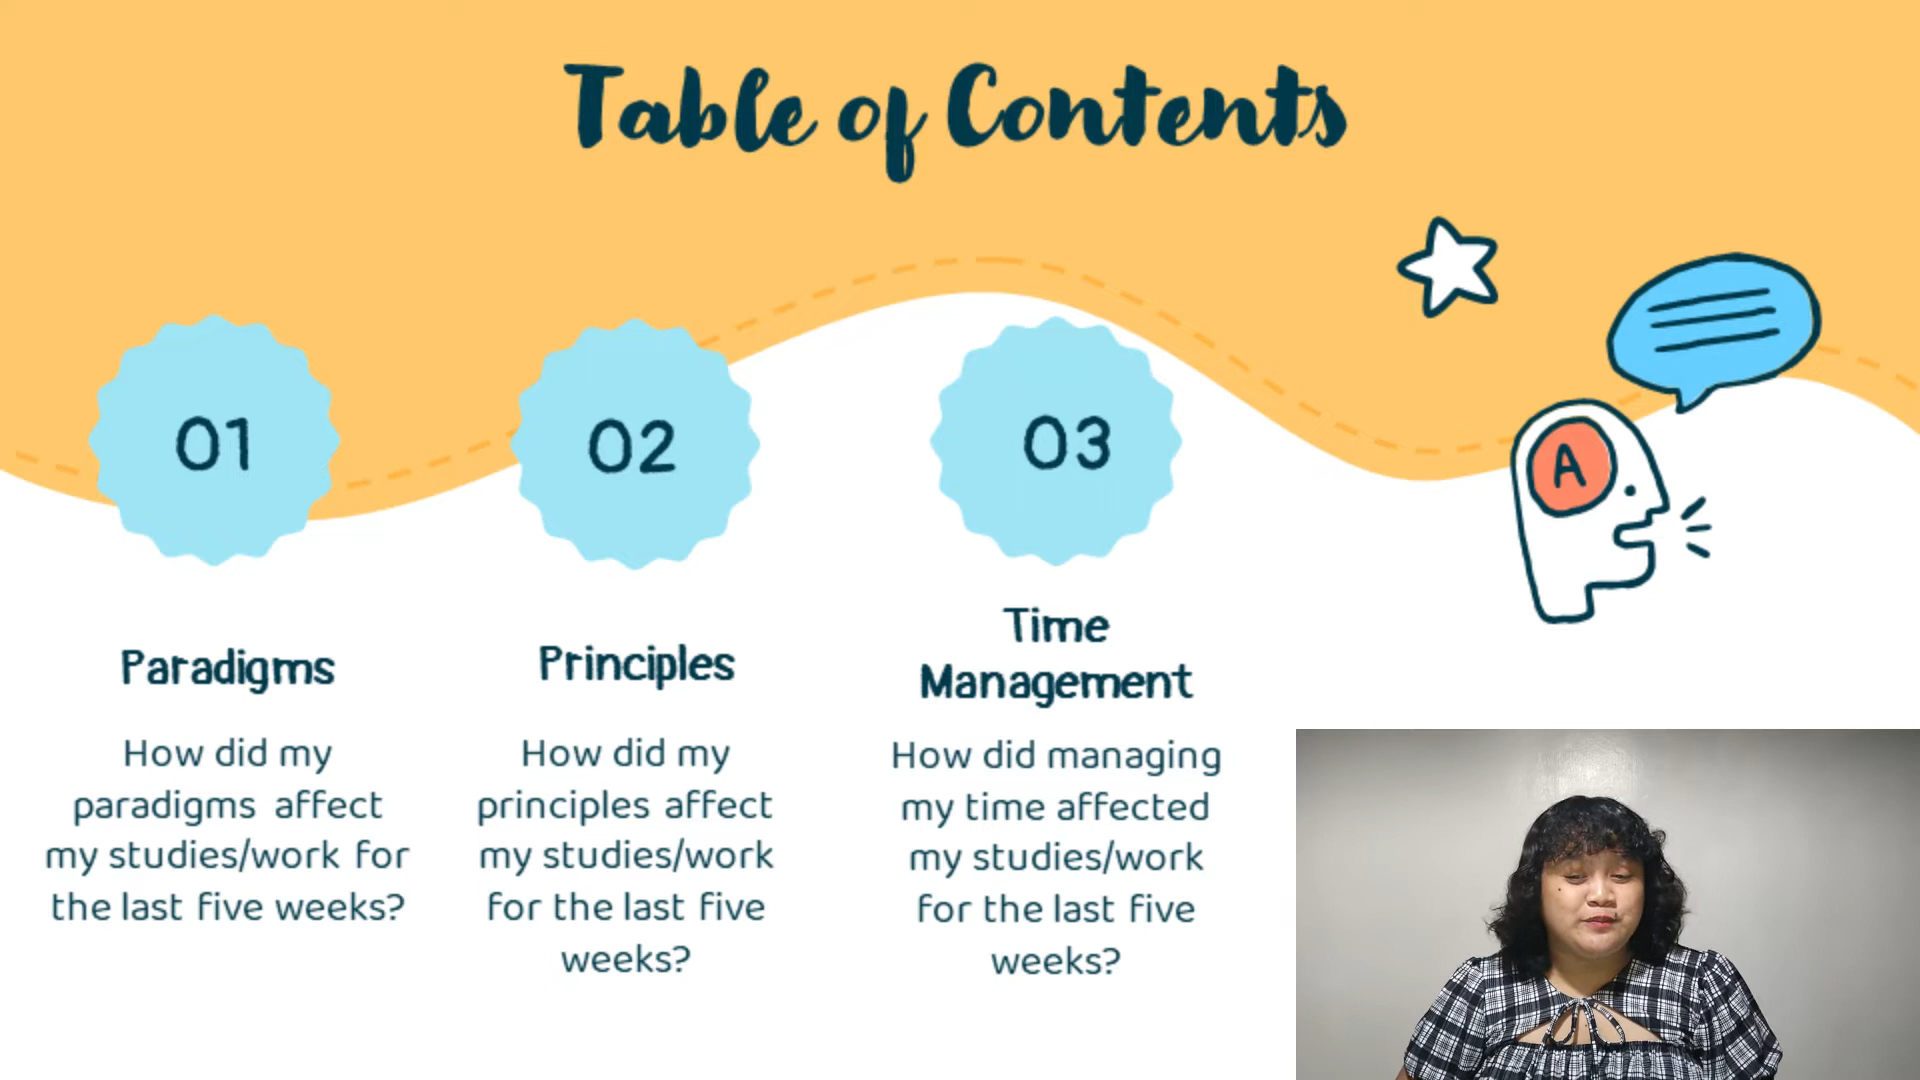 Table of Contents
01
02
03
A
Paradigms
Principles
Time
Management
How did my
paradigms affect
my studies/work for
the last five weeks?
How did my
principles affect
my studies/work
for the last five
weeks?
How did managing
my time affected
my studies/work
for the last five
weeks?